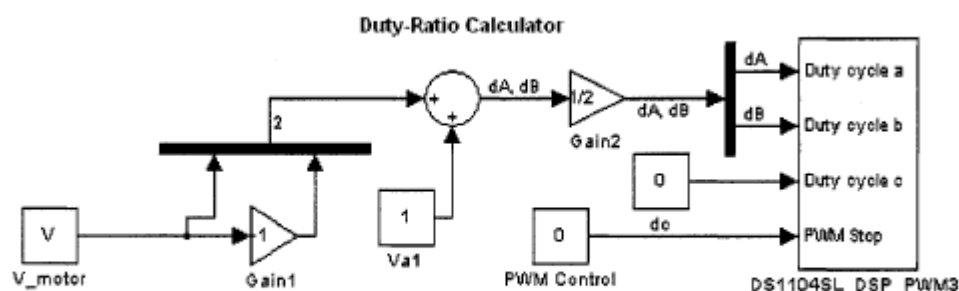 Duty-Ratio Calculator
dA
Duty cycle a
+
+
dA, dB
1/2
dA, dB
dB
Duty cycle b
2
Gain2
0
Duty cycle c
V
1
1
0
dc
PWM Stop
V_motor
Gain1
Va1
PWM Control
DS1104SL_DSP_PWM3